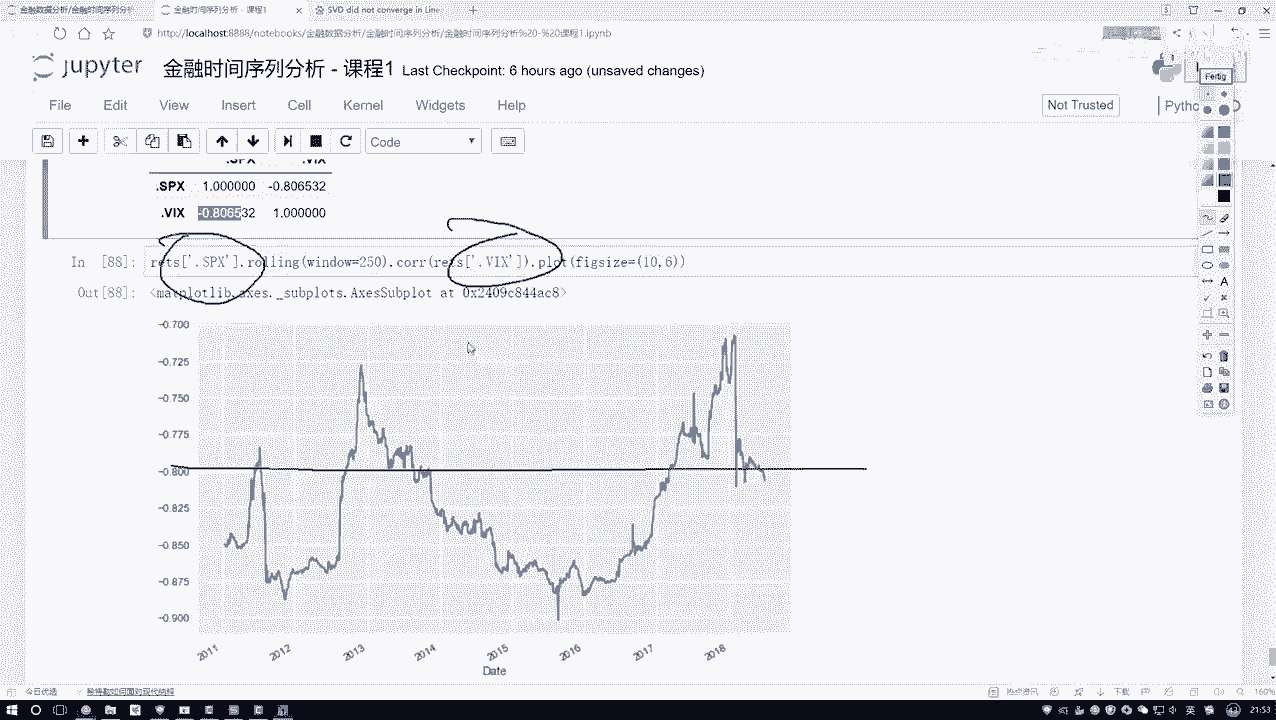 金融数据分析/金融时间序列分析
金融时间序列分析 - 课程1
SVD did not converge in Line
http://localhost:8888/notebooks/金融数据分析/金融时间序列分析/金融时间序列分析%20-%20课程1.ipynb
jupyter 金融时间序列分析 - 课程1 Last Checkpoint: 6 hours ago (unsaved changes)
Fertig
File Edit View Insert Cell Kernel Widgets Help
Not Trusted
Code
.SPX .VIX
.SPX 1.000000 -0.806532
.VIX -0.806532 1.000000
In [88]: rets['.SPX'].rolling(window=250).corr(rets['.VIX']).plot(figsize=(10,6))
Out[88]: <matplotlib.axes._subplots.AxesSubplot at 0x2409c844ac8>
-0.700
-0.725
-0.750
-0.775
-0.800
-0.825
-0.850
-0.875
-0.900
2011 2012 2013 2014 2015 2016 2017 2018
Date
今日优选
热点资讯
下载
160%
英
21:53